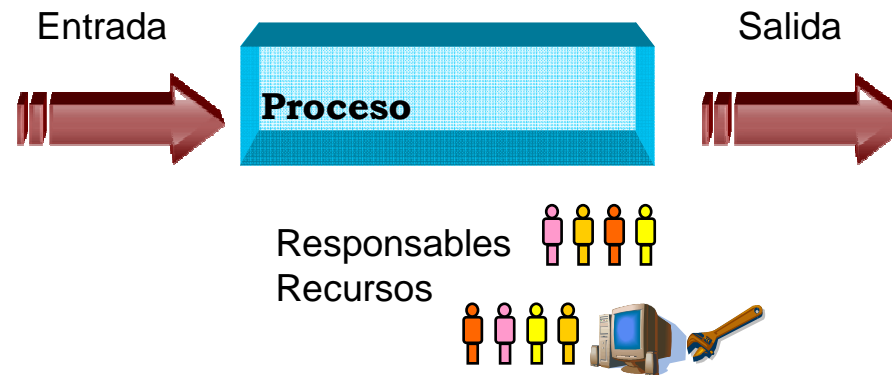 Entrada
Salida
Proceso
Responsables
Recursos